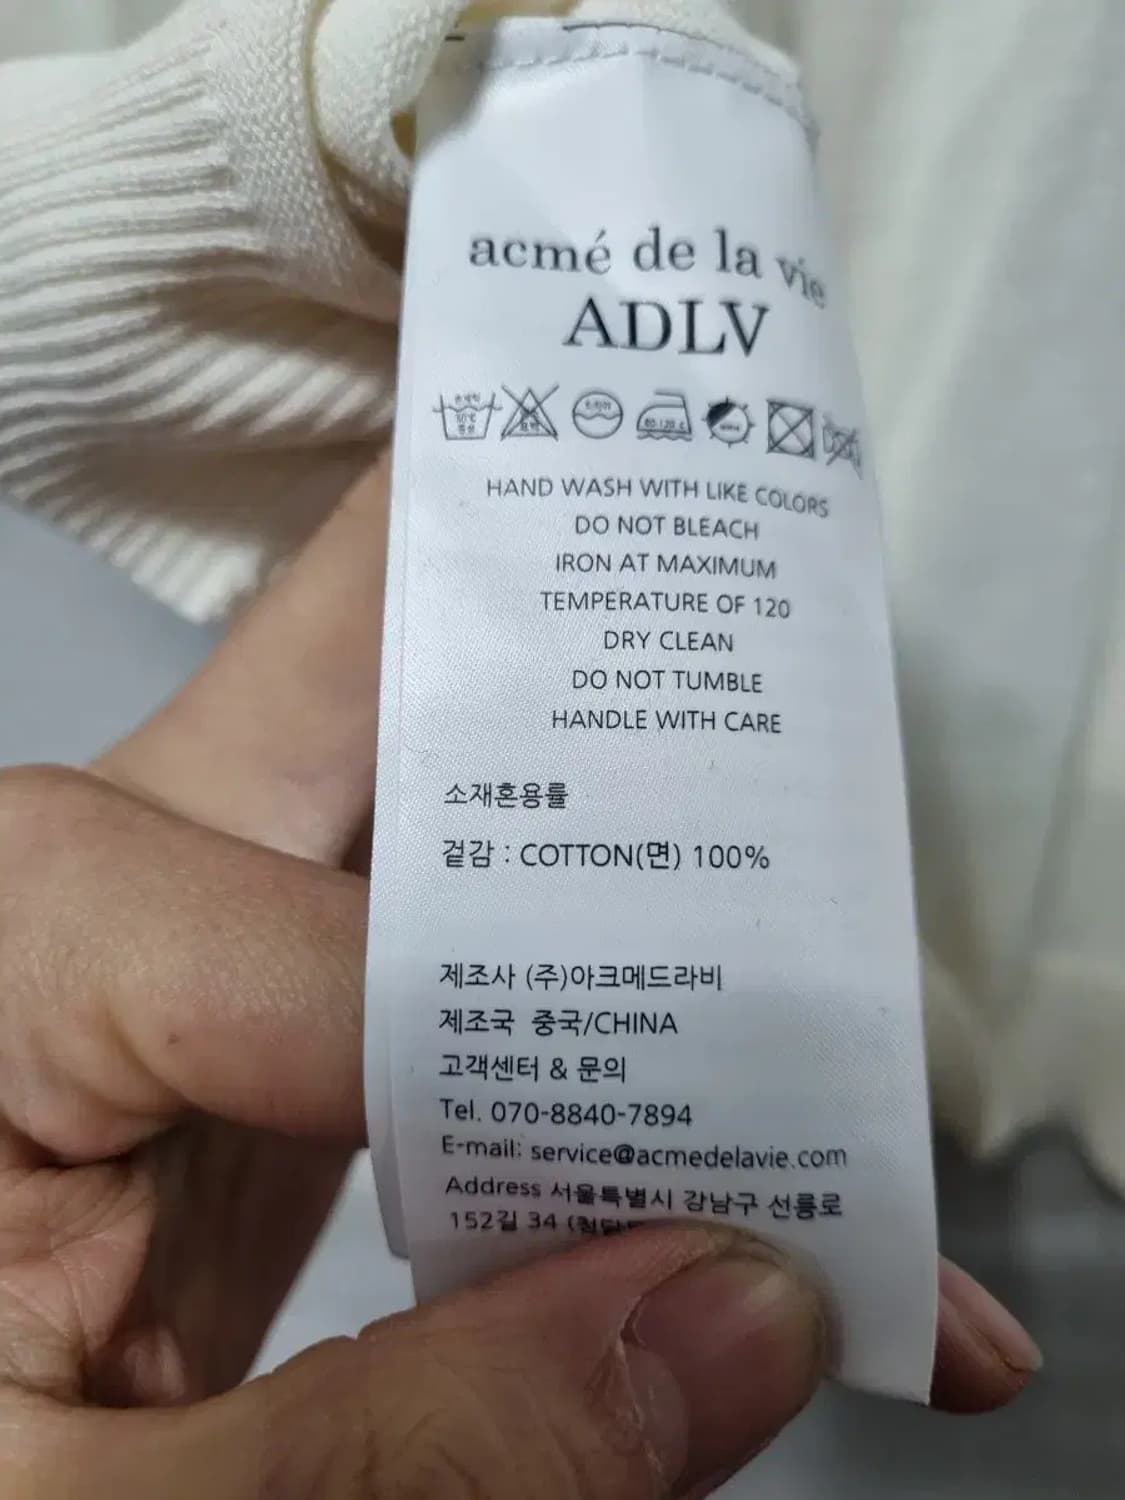 acmé de la vie
ADLV
HAND WASH WITH LIKE COLORS
DO NOT BLEACH
IRON AT MAXIMUM
TEMPERATURE OF 120
DRY CLEAN
DO NOT TUMBLE
HANDLE WITH CARE
소재혼용률
겉감 : COTTON(면) 100%
제조사 (주)아크메드라비
제조국 중국/CHINA
고객센터 & 문의
Tel. 070-8840-7894
E-mail: service@acmedelavie.com
Address 서울특별시 강남구 선릉로
152길 34